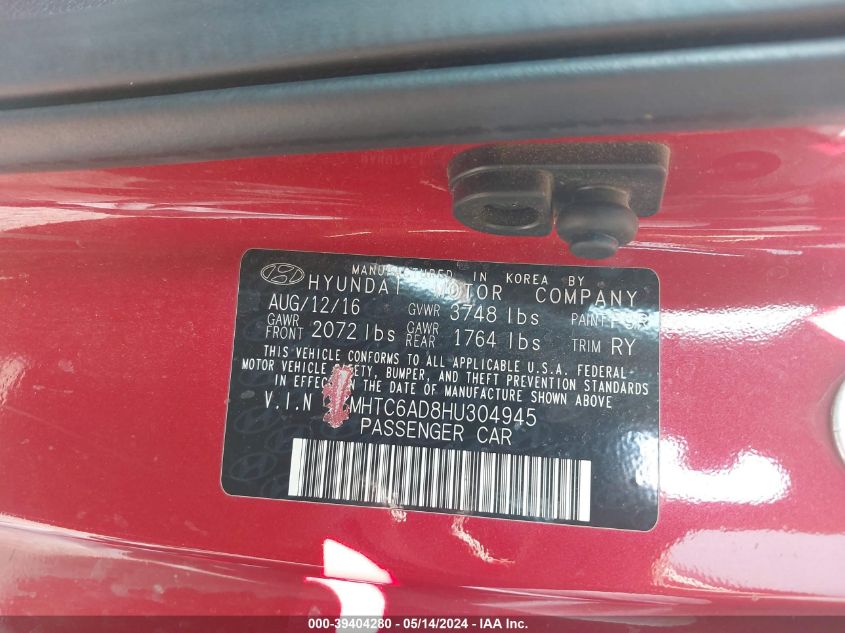 MANUFACTURED IN KOREA BY
HYUNDAI MOTOR COMPANY
AUG/12/16 GVWR 3748 lbs PAINT
GAWR FRONT 2072 lbs GAWR REAR 1764 lbs TRIM RY
THIS VEHICLE CONFORMS TO ALL APPLICABLE U.S.A. FEDERAL-
MOTOR VEHICLE BUMPER, AND THEFT PREVENTION STANDARDS
IN EFFECT ON THE DATE OF MANUFACTURE SHOWN ABOVE
V.I.N MHTC6AD8HU304945
PASSENGER CAR
000-39404280 - 05/14/2024 - IAA Inc.